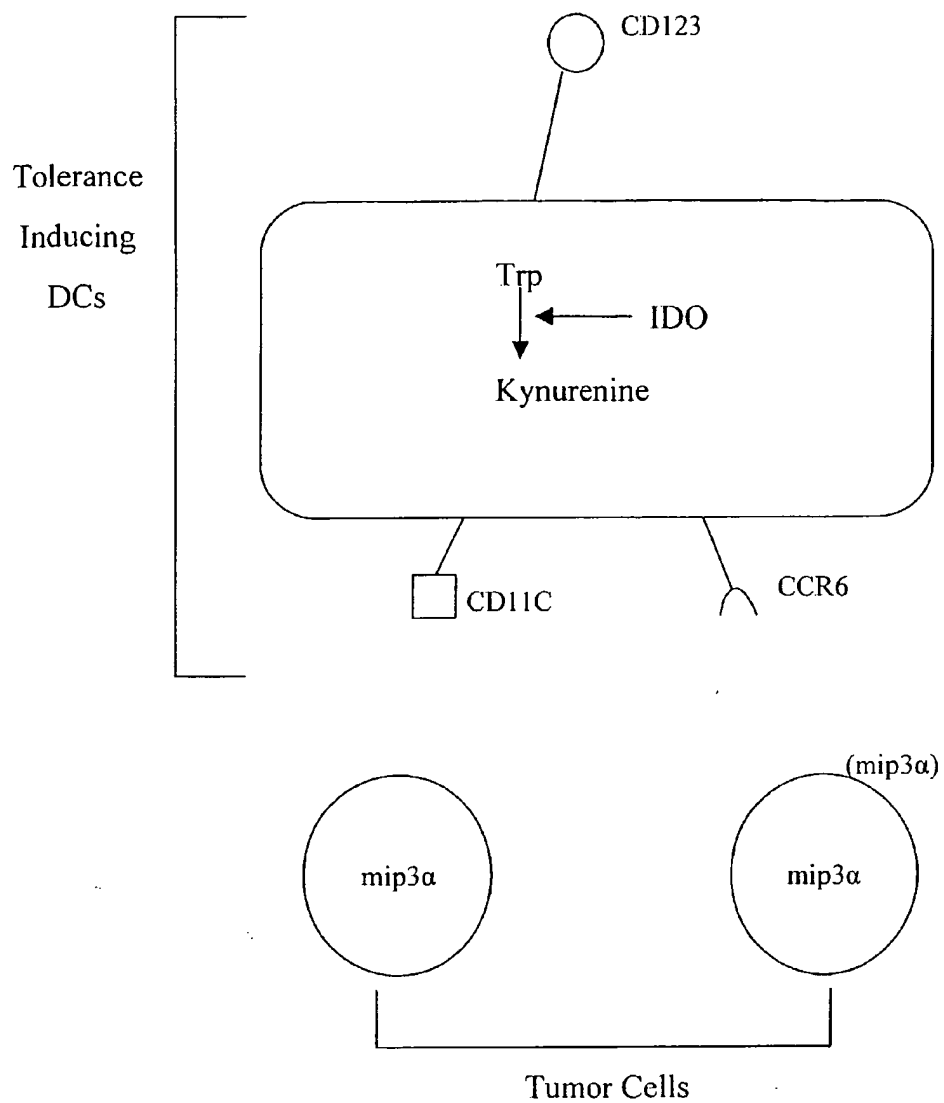 CD123
Tolerance
Inducing
DCs
Trp
IDO
Kynurenine
CD11C
CCR6
(mip3α)
mip3α
mip3α
Tumor Cells